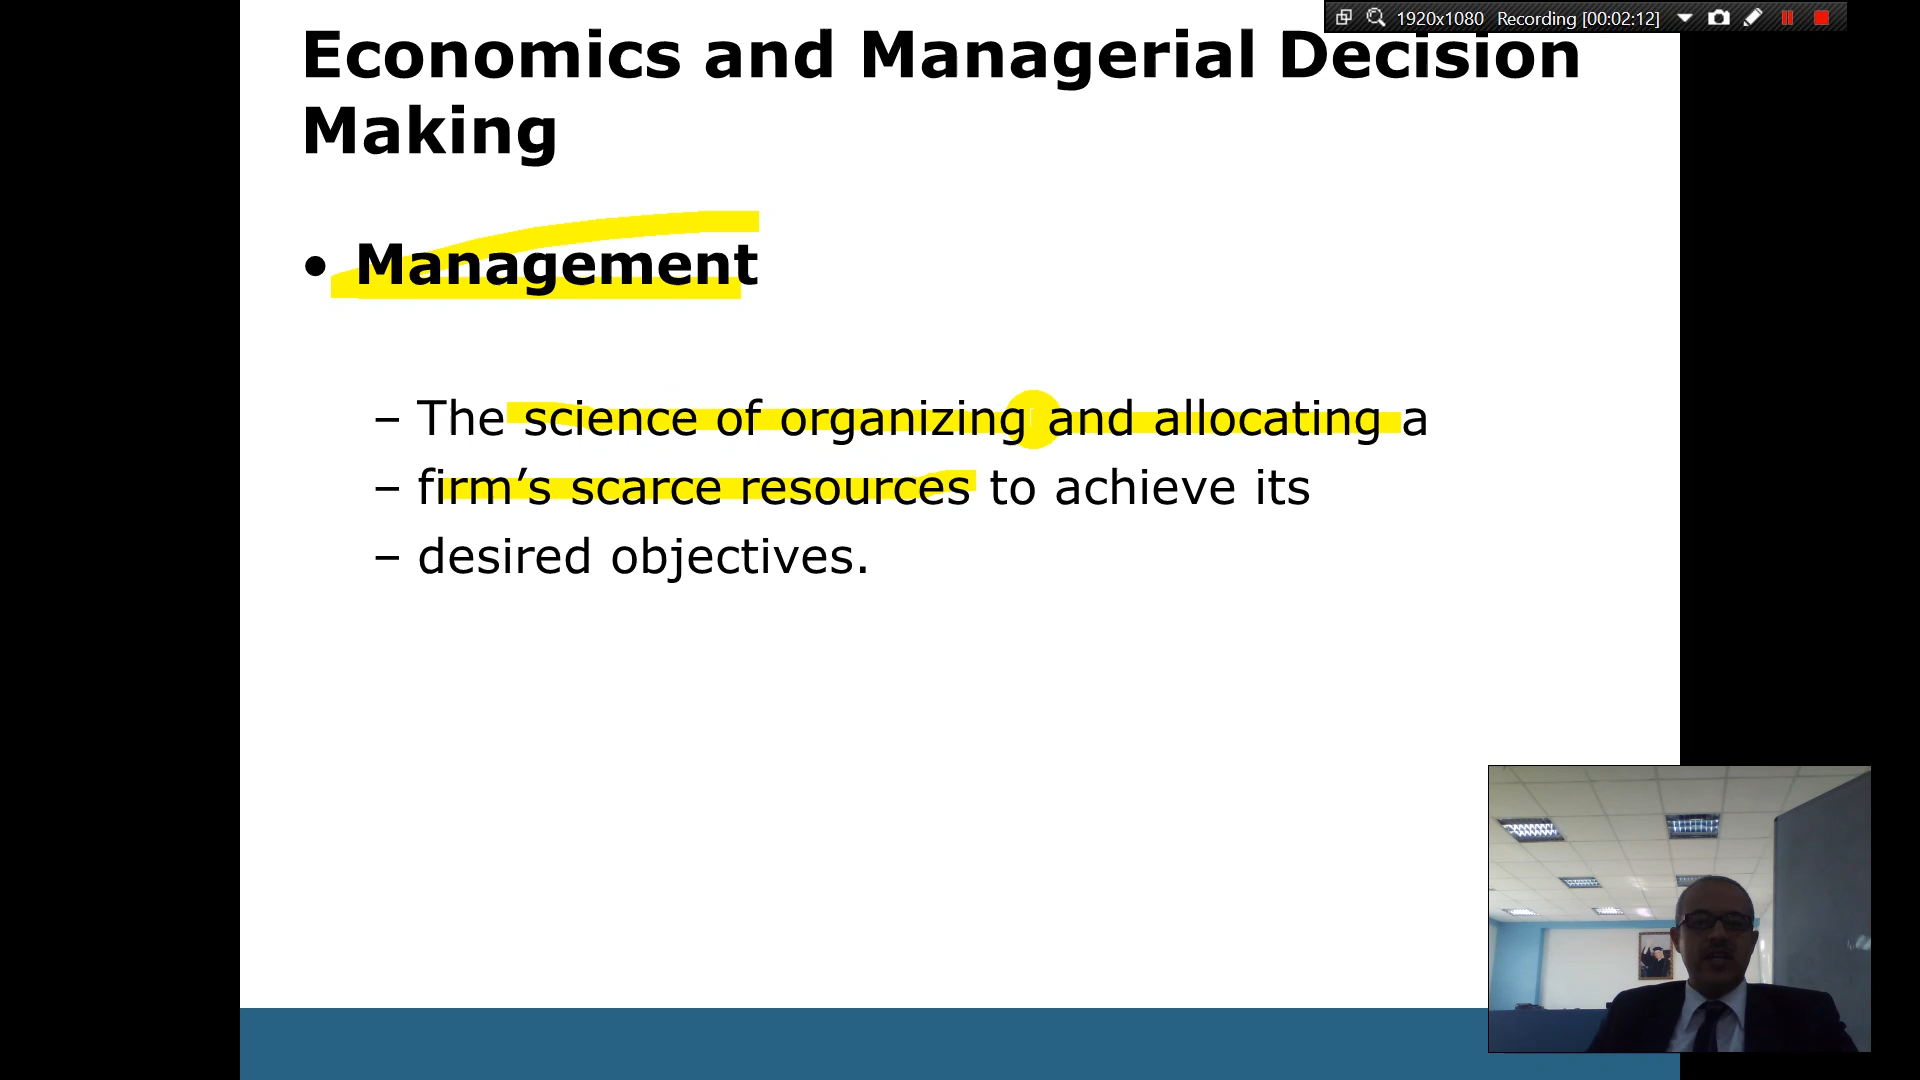 1920x1080 Recording [00:02:12]
Economics and Managerial Decision
Making
• Management
– The science of organizing and allocating a
– firm’s scarce resources to achieve its
– desired objectives.